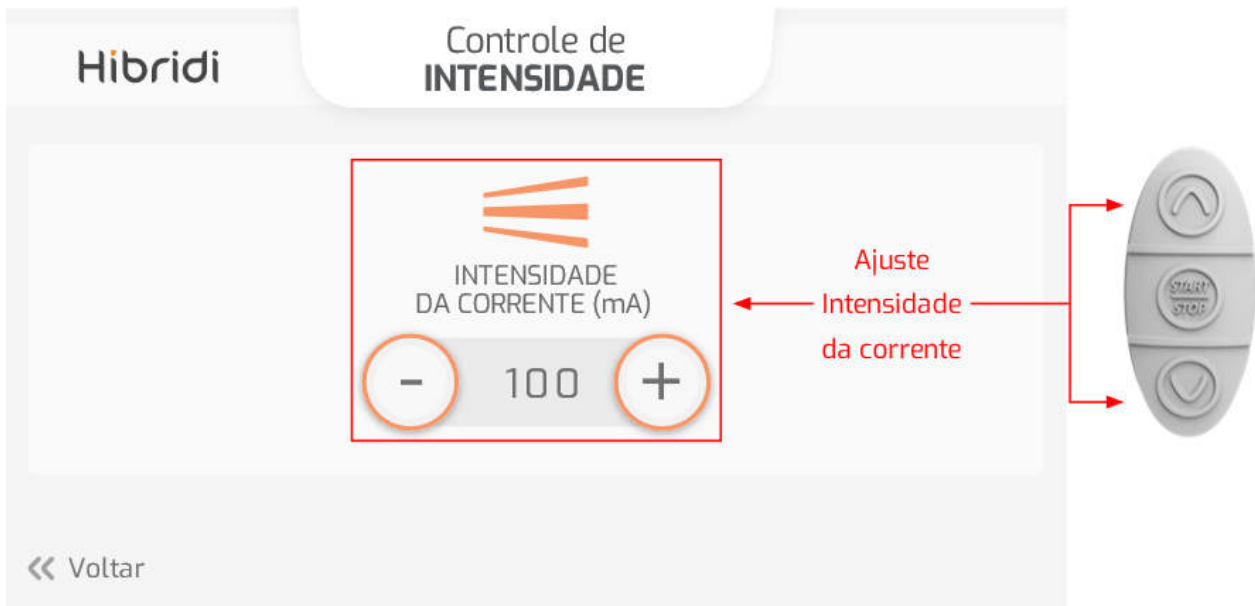 Hibridi
Controle de
INTENSIDADE
INTENSIDADE
DA CORRENTE (mA)
- 100 +
Ajuste
Intensidade
da corrente
START
STOP
« Voltar